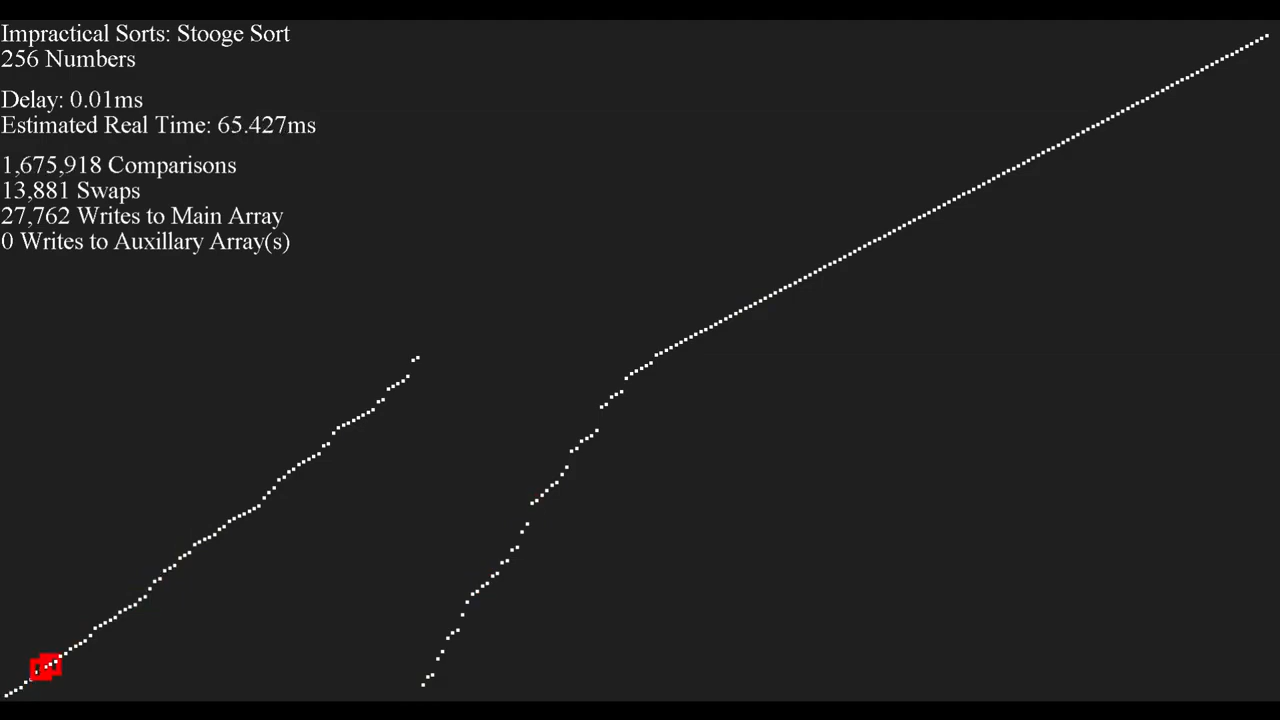 Impractical Sorts: Stooge Sort
256 Numbers
Delay: 0.01ms
Estimated Real Time: 65.427ms
1,675,918 Comparisons
13,881 Swaps
27,762 Writes to Main Array
0 Writes to Auxillary Array(s)